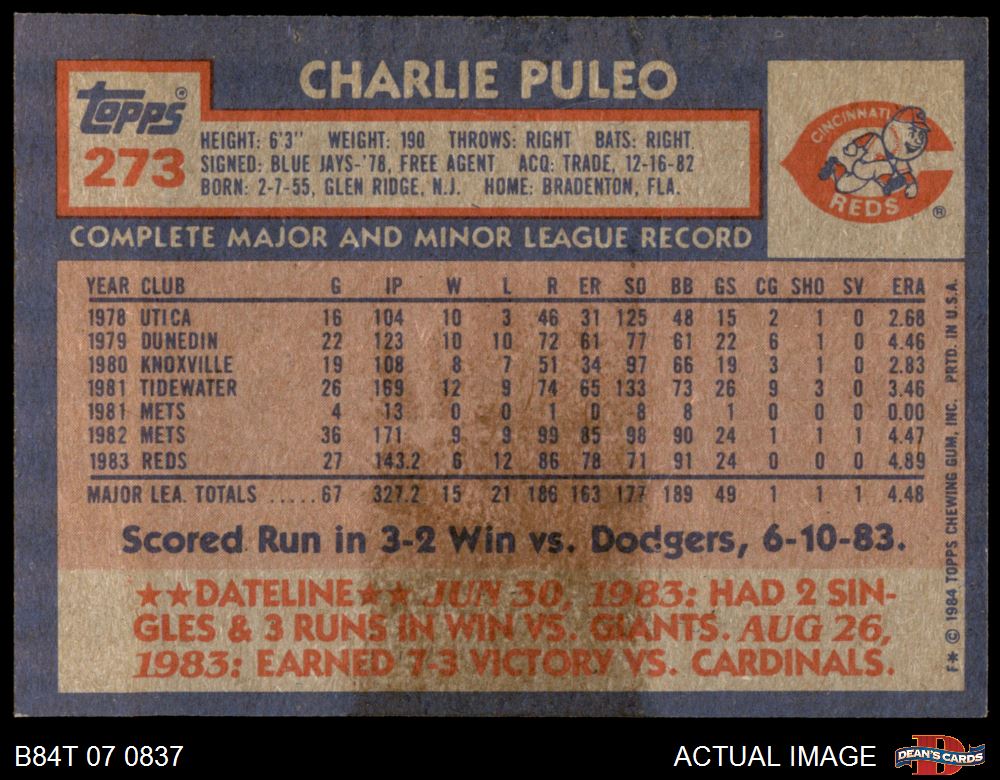 CHARLIE PULEO
Topps®
273
HEIGHT: 6'3" WEIGHT: 190 THROWS: RIGHT BATS: RIGHT
SIGNED: BLUE JAYS-'78, FREE AGENT ACQ: TRADE, 12-16-82
BORN: 2-7-55, GLEN RIDGE, N.J. HOME: BRADENTON, FLA.
CINCINNATI
REDS
®
COMPLETE MAJOR AND MINOR LEAGUE RECORD
YEAR CLUB G IP W L R ER SO BB GS CG SHO SV ERA
1978 UTICA 16 104 10 3 46 31 125 48 15 2 1 0 2.68
1979 DUNEDIN 22 123 10 10 72 61 77 61 22 6 1 0 4.46
1980 KNOXVILLE 19 108 8 7 51 34 97 66 19 3 1 0 2.83
1981 TIDEWATER 26 169 12 9 74 65 133 73 26 9 3 0 3.46
1981 METS 4 13 0 0 1 0 8 8 1 0 0 0 0.00
1982 METS 36 171 9 9 99 85 98 90 24 1 1 1 4.47
1983 REDS 27 143.2 6 12 86 78 71 91 24 0 0 0 4.89
MAJOR LEA. TOTALS .....67 327.2 15 21 186 163 177 189 49 1 1 1 4.48
Scored Run in 3-2 Win vs. Dodgers, 6-10-83.
★★DATELINE★★ JUN 30, 1983: HAD 2 SIN-
GLES & 3 RUNS IN WIN VS. GIANTS. AUG 26,
1983: EARNED 7-3 VICTORY VS. CARDINALS.
F* © 1984 TOPPS CHEWING GUM, INC. PRTD. IN U.S.A.
B84T 07 0837
ACTUAL IMAGE
DEAN'S CARDS